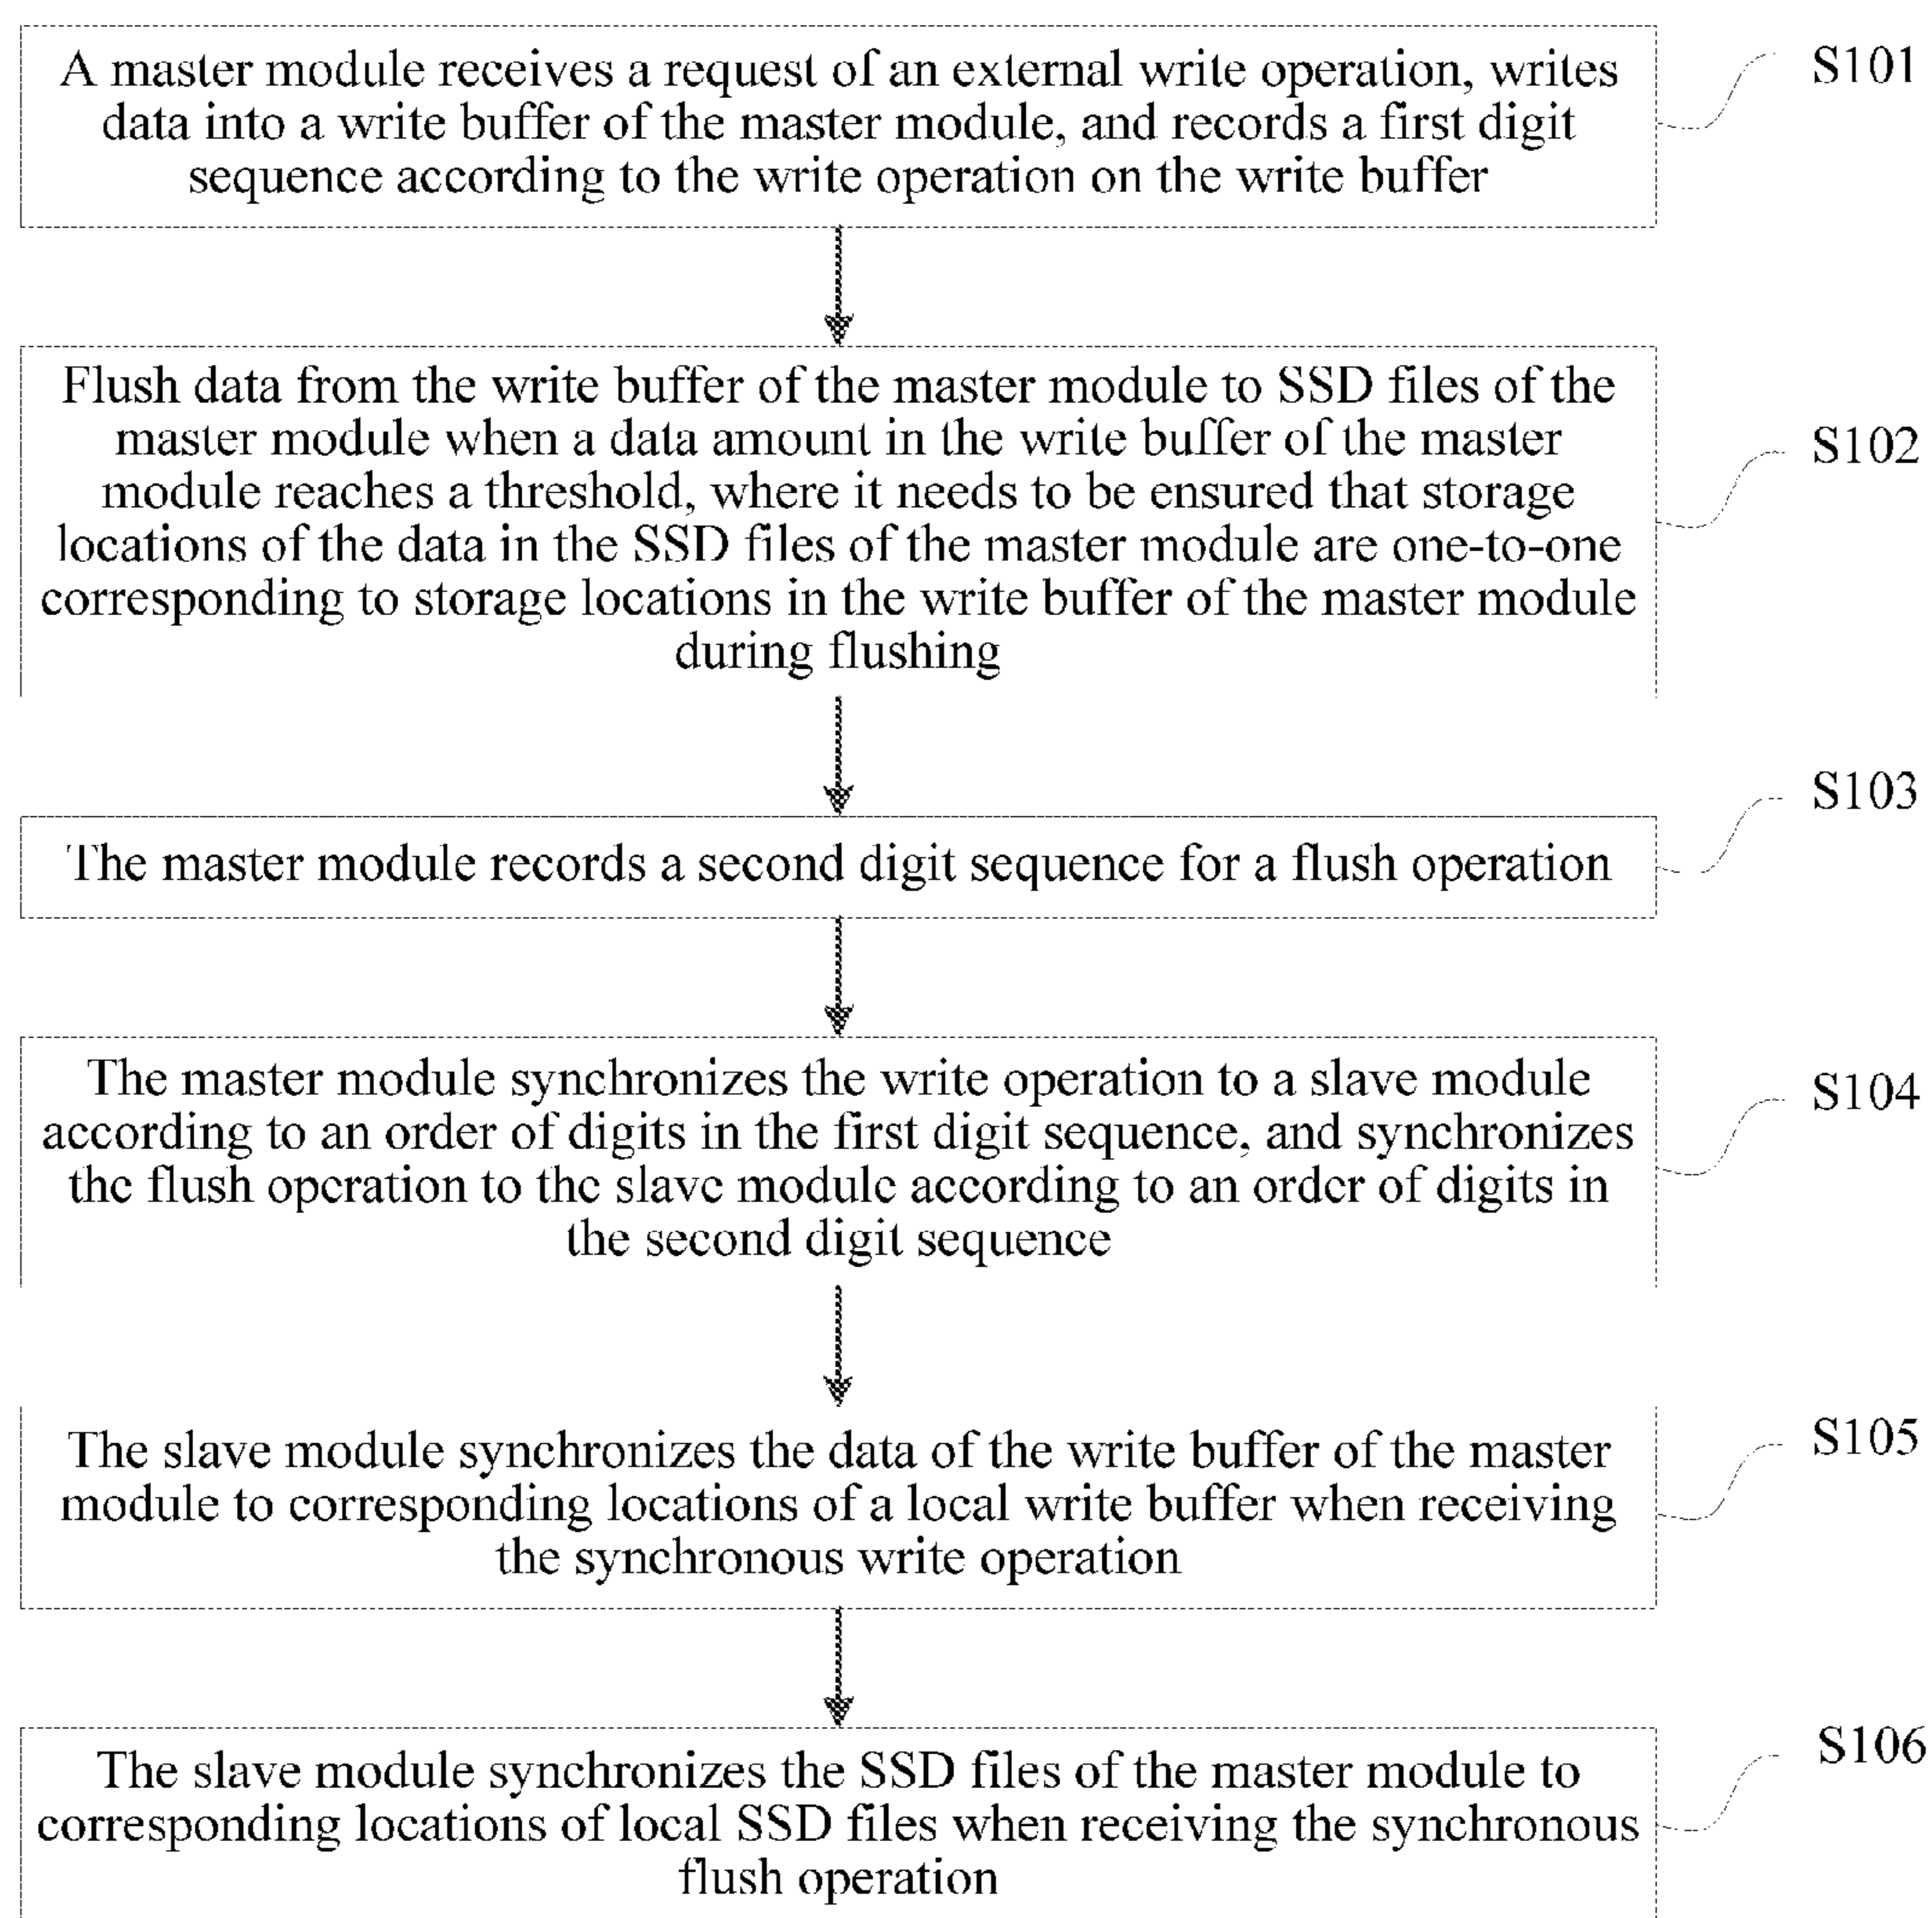 A master module receives a request of an external write operation, writes
data into a write buffer of the master module, and records a first digit
sequence according to the write operation on the write buffer
S101
Flush data from the write buffer of the master module to SSD files of the
master module when a data amount in the write buffer of the master
module reaches a threshold, where it needs to be ensured that storage
locations of the data in the SSD files of the master module are one-to-one
corresponding to storage locations in the write buffer of the master module
during flushing
S102
The master module records a second digit sequence for a flush operation
S103
The master module synchronizes the write operation to a slave module
according to an order of digits in the first digit sequence, and synchronizes
the flush operation to the slave module according to an order of digits in
the second digit sequence
S104
The slave module synchronizes the data of the write buffer of the master
module to corresponding locations of a local write buffer when receiving
the synchronous write operation
S105
The slave module synchronizes the SSD files of the master module to
corresponding locations of local SSD files when receiving the synchronous
flush operation
S106